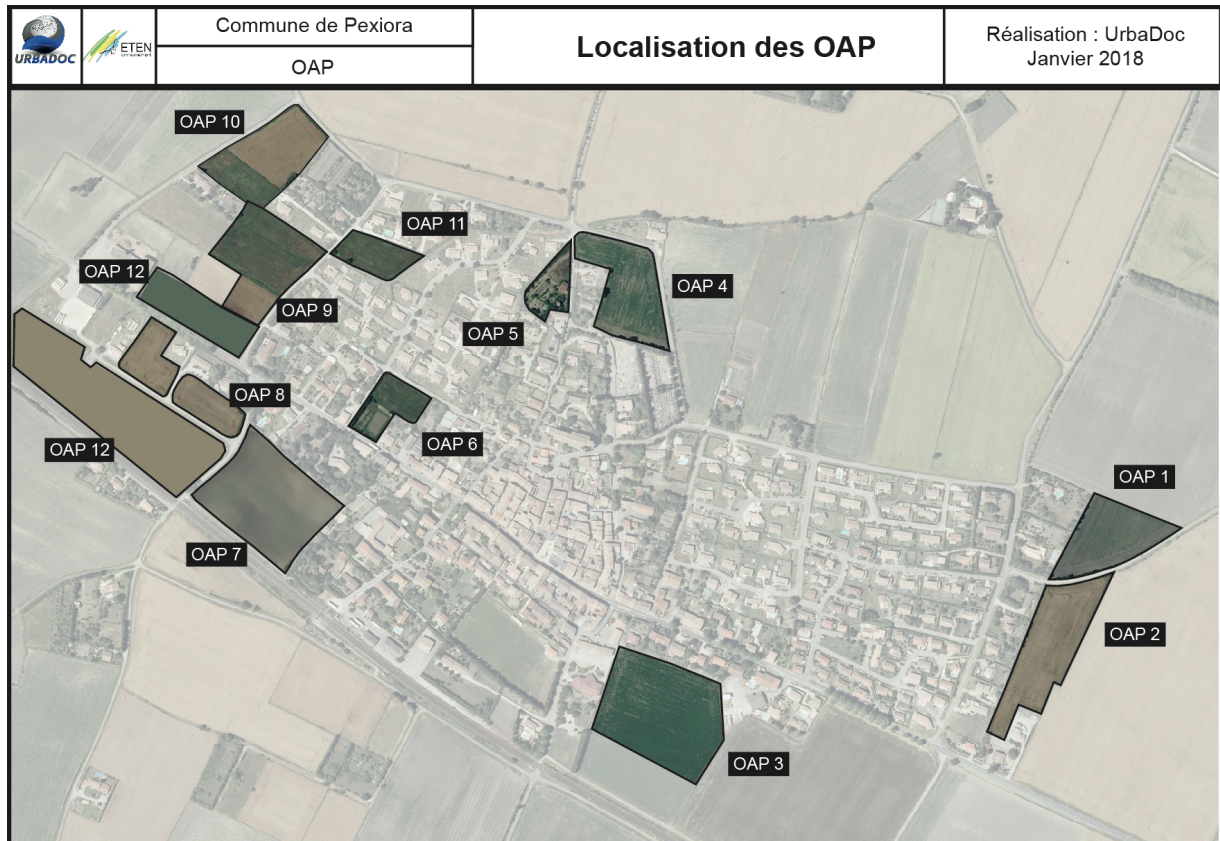 URBADOC
ETEN
environnement
Commune de Pexiora
OAP
Localisation des OAP
Réalisation : UrbaDoc
Janvier 2018
OAP 10
OAP 11
OAP 12
OAP 4
OAP 9
OAP 5
OAP 8
OAP 6
OAP 12
OAP 1
OAP 7
OAP 2
OAP 3